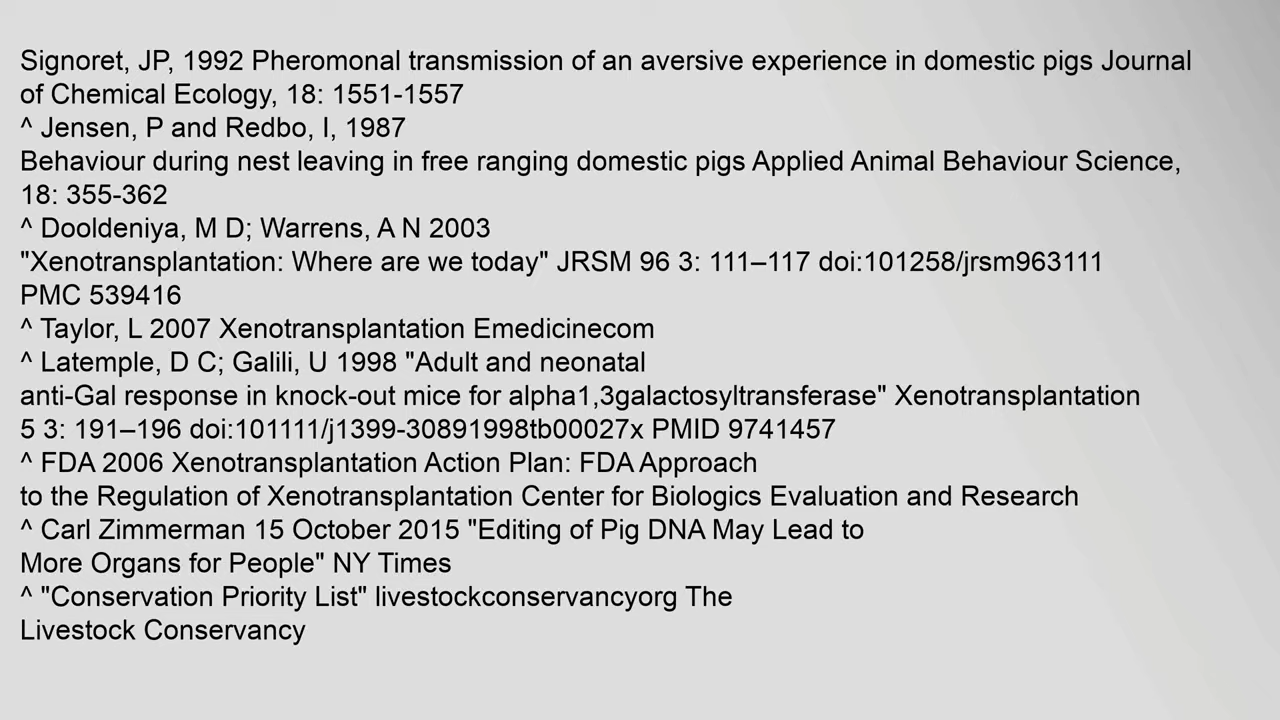 Signoret, JP, 1992 Pheromonal transmission of an aversive experience in domestic pigs Journal
of Chemical Ecology, 18: 1551-1557
^ Jensen, P and Redbo, I, 1987
Behaviour during nest leaving in free ranging domestic pigs Applied Animal Behaviour Science,
18: 355-362
^ Dooldeniya, M D; Warrens, A N 2003
"Xenotransplantation: Where are we today" JRSM 96 3: 111–117 doi:101258/jrsm963111
PMC 539416
^ Taylor, L 2007 Xenotransplantation Emedicinecom
^ Latemple, D C; Galili, U 1998 "Adult and neonatal
anti-Gal response in knock-out mice for alpha1,3galactosyltransferase" Xenotransplantation
5 3: 191–196 doi:101111/j1399-30891998tb00027x PMID 9741457
^ FDA 2006 Xenotransplantation Action Plan: FDA Approach
to the Regulation of Xenotransplantation Center for Biologics Evaluation and Research
^ Carl Zimmerman 15 October 2015 "Editing of Pig DNA May Lead to
More Organs for People" NY Times
^ "Conservation Priority List" livestockconservancyorg The
Livestock Conservancy